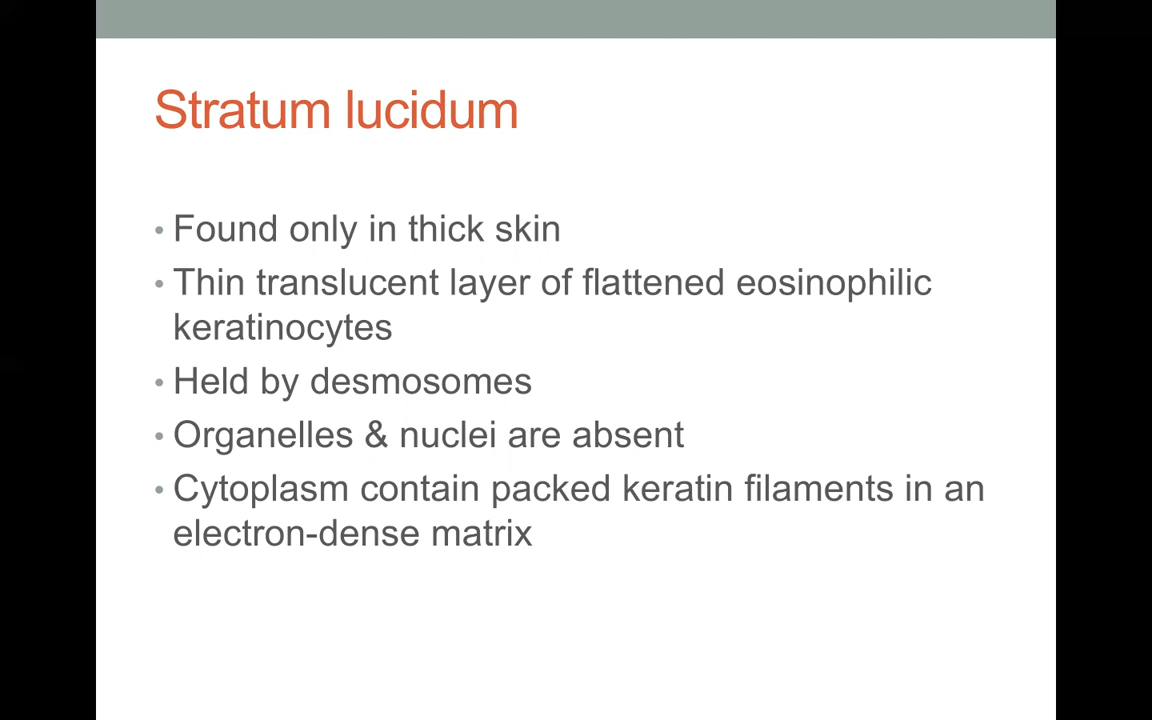 Stratum lucidum
• Found only in thick skin
• Thin translucent layer of flattened eosinophilic
keratinocytes
• Held by desmosomes
• Organelles & nuclei are absent
• Cytoplasm contain packed keratin filaments in an
electron-dense matrix